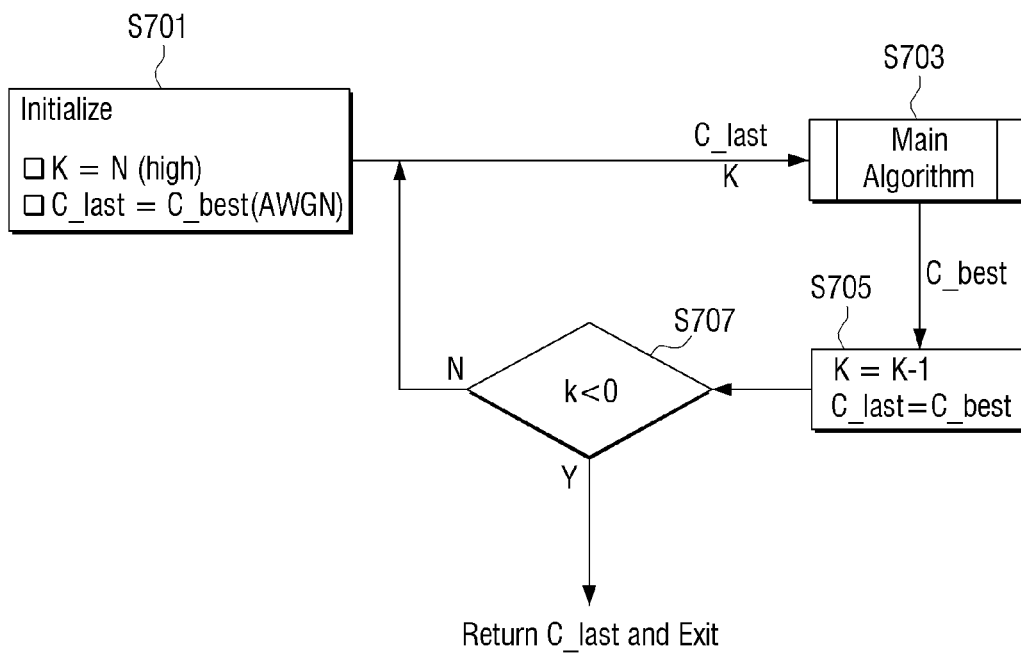 S701
Initialize
❑ K = N (high)
❑ C_last = C_best(AWGN)
C_last
K
S703
Main
Algorithm
C_best
S705
K = K-1
C_last=C_best
S707
k<0
N
Y
Return C_last and Exit